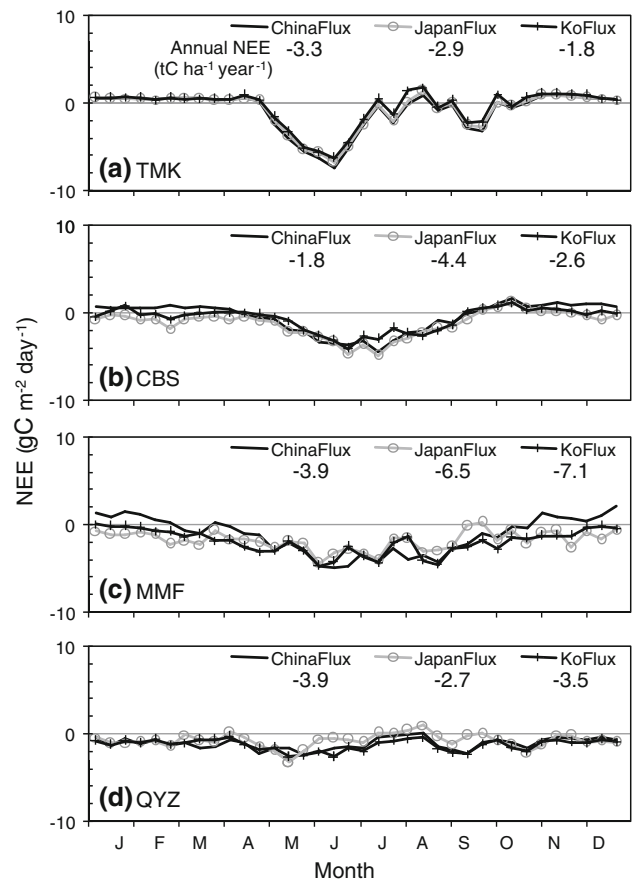 10
ChinaFlux JapanFlux KoFlux
Annual NEE -3.3 -2.9 -1.8
(tC ha-1 year-1)
0
(a) TMK
-10
10
ChinaFlux JapanFlux KoFlux
-1.8 -4.4 -2.6
0
(b) CBS
-10
NEE (gC m-2 day-1)
10
ChinaFlux JapanFlux KoFlux
-3.9 -6.5 -7.1
0
(c) MMF
-10
10
ChinaFlux JapanFlux KoFlux
-3.9 -2.7 -3.5
0
(d) QYZ
-10
J F M A M J J A S O N D
Month